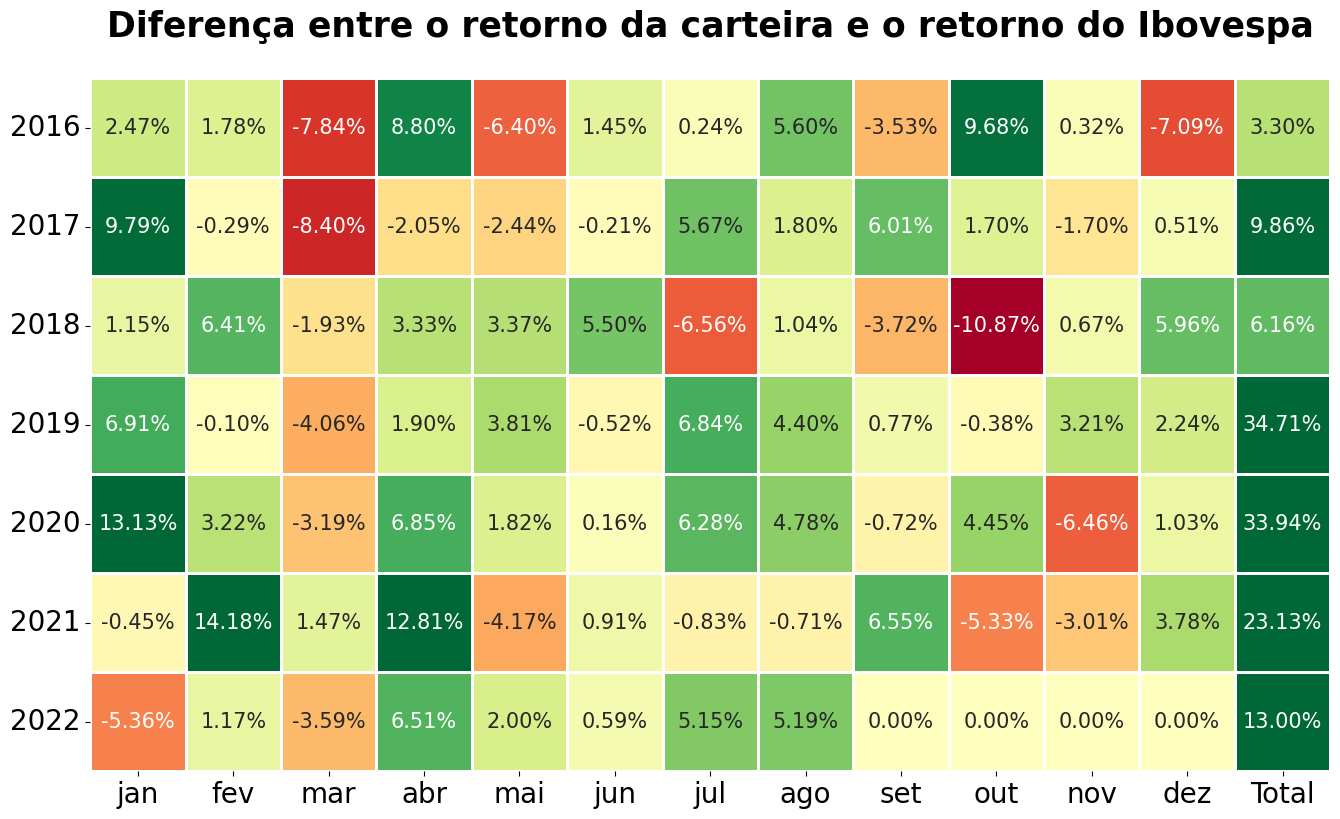 Diferença entre o retorno da carteira e o retorno do Ibovespa
2016 2.47% 1.78% -7.84% 8.80% -6.40% 1.45% 0.24% 5.60% -3.53% 9.68% 0.32% -7.09% 3.30%
2017 9.79% -0.29% -8.40% -2.05% -2.44% -0.21% 5.67% 1.80% 6.01% 1.70% -1.70% 0.51% 9.86%
2018 1.15% 6.41% -1.93% 3.33% 3.37% 5.50% -6.56% 1.04% -3.72% -10.87% 0.67% 5.96% 6.16%
2019 6.91% -0.10% -4.06% 1.90% 3.81% -0.52% 6.84% 4.40% 0.77% -0.38% 3.21% 2.24% 34.71%
2020 13.13% 3.22% -3.19% 6.85% 1.82% 0.16% 6.28% 4.78% -0.72% 4.45% -6.46% 1.03% 33.94%
2021 -0.45% 14.18% 1.47% 12.81% -4.17% 0.91% -0.83% -0.71% 6.55% -5.33% -3.01% 3.78% 23.13%
2022 -5.36% 1.17% -3.59% 6.51% 2.00% 0.59% 5.15% 5.19% 0.00% 0.00% 0.00% 0.00% 13.00%
jan fev mar abr mai jun jul ago set out nov dez Total